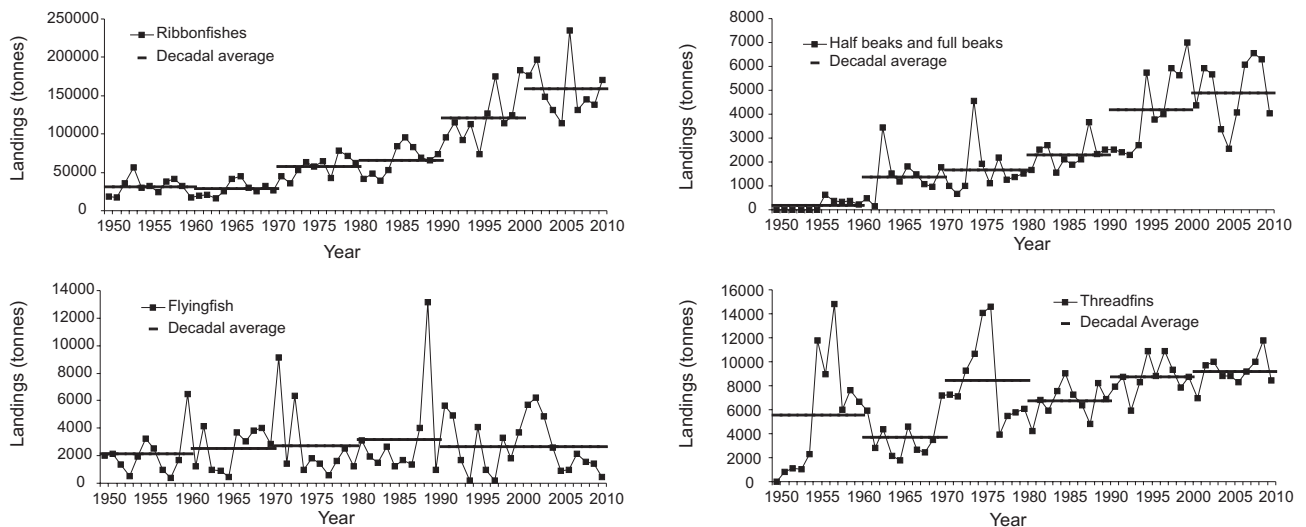 Landings (tonnes)
250000
200000
150000
100000
50000
0
Ribbonfishes
Decadal average
1950 1955 1960 1965 1970 1975 1980 1985 1990 1995 2000 2005 2010
Year
Landings (tonnes)
8000
7000
6000
5000
4000
3000
2000
1000
0
Half beaks and full beaks
Decadal average
1950 1955 1960 1965 1970 1975 1980 1985 1990 1995 2000 2005 2010
Year
Landings (tonnes)
14000
12000
10000
8000
6000
4000
2000
0
Flyingfish
Decadal average
1950 1955 1960 1965 1970 1975 1980 1985 1990 1995 2000 2005 2010
Year
Landings (tonnes)
16000
14000
12000
10000
8000
6000
4000
2000
0
Threadfins
Decadal Average
1950 1955 1960 1965 1970 1975 1980 1985 1990 1995 2000 2005 2010
Year